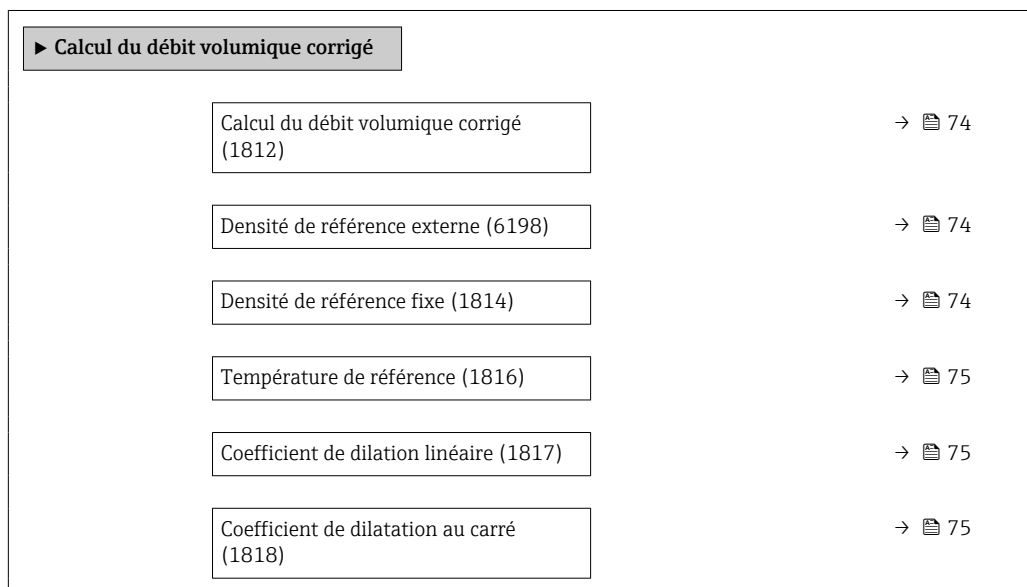 ▶ Calcul du débit volumique corrigé
Calcul du débit volumique corrigé
(1812)
→ 74
Densité de référence externe (6198)
→ 74
Densité de référence fixe (1814)
→ 74
Température de référence (1816)
→ 75
Coefficient de dilation linéaire (1817)
→ 75
Coefficient de dilatation au carré
(1818)
→ 75